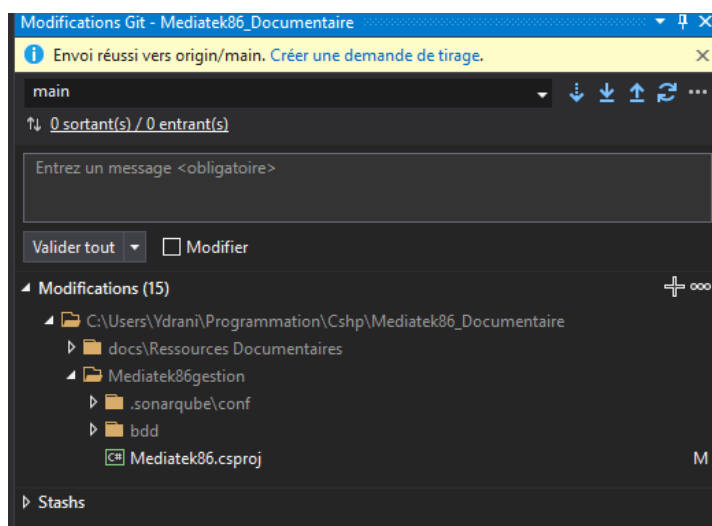 Modifications Git - Mediatek86_Documentaire
Envoi réussi vers origin/main. Créer une demande de tirage.
main
0 sortant(s) / 0 entrant(s)
Entrez un message <obligatoire>
Valider tout Modifier
Modifications (15)
C:\Users\Ydrani\Programmation\Cshp\Mediatek86_Documentaire
docs\Ressources Documentaires
Mediatek86gestion
.sonarqube\conf
bdd
C# Mediatek86.csproj M
Stashs